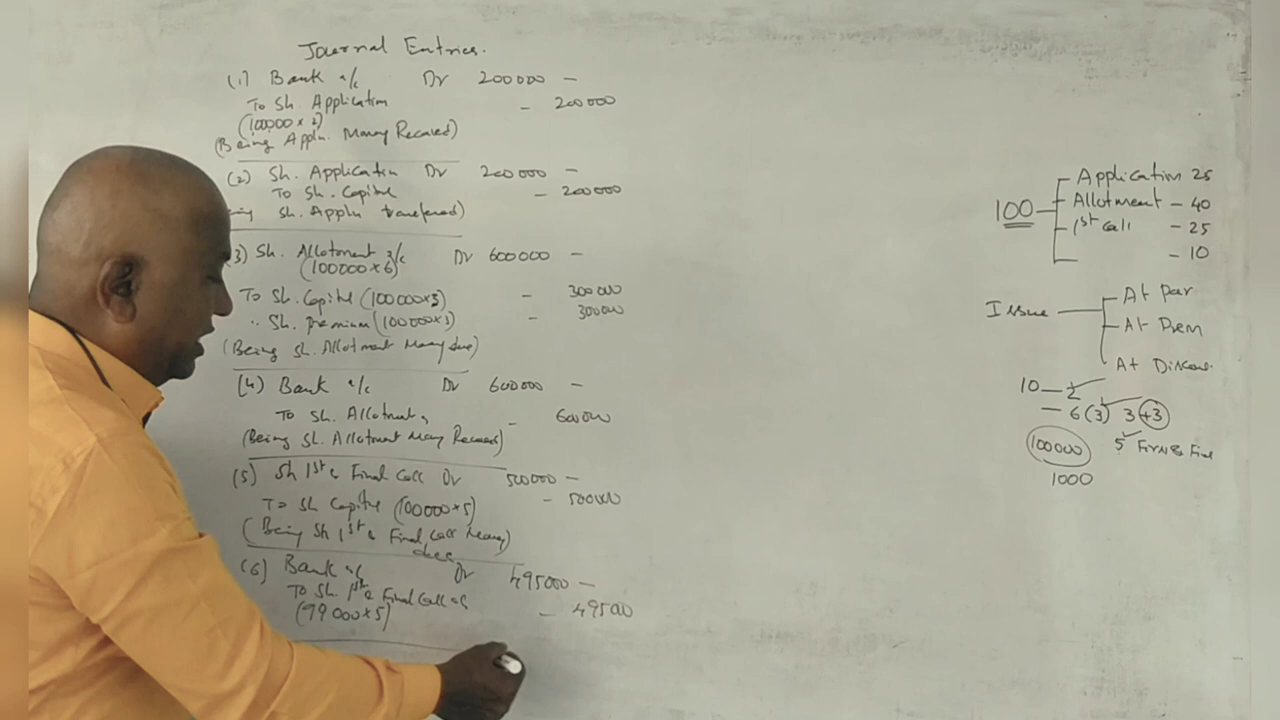 Journal Entries.
(1) Bank a/c Dr 200000 –
To Sh. Application – 200000
(100000 × 2)
(Being Appln. Money Received)
(2) Sh. Application Dr 200000 –
To Sh. Capital – 200000
Sh. Appln transferred)
3) Sh. Allotment a/c Dr 600000 –
(100000×6)
To Sh. Capital (100000×3) – 300000
" Sh. premium (100000×3) – 300000
(Being Sh. Allotment Money due)
(4) Bank a/c Dr 600000 –
To Sh. Allotment – 600000
(Being Sh. Allotment Money Received)
(5) Sh 1st & Final Call Dr 500000 –
To Sh Capital (100000×5) – 500000
(Being Sh 1st & Final Call Money)
due
(6) Bank a/c Dr 495000 –
To Sh. 1st & Final Call a/c – 495000
(99000×5)
Application 25
100 Allotment – 40
1st Call – 25
– 10
At Par
Issue At Prem
At Discou.
10 – 2
– 6 (3) 3 +3
100000 5 First & Final
1000